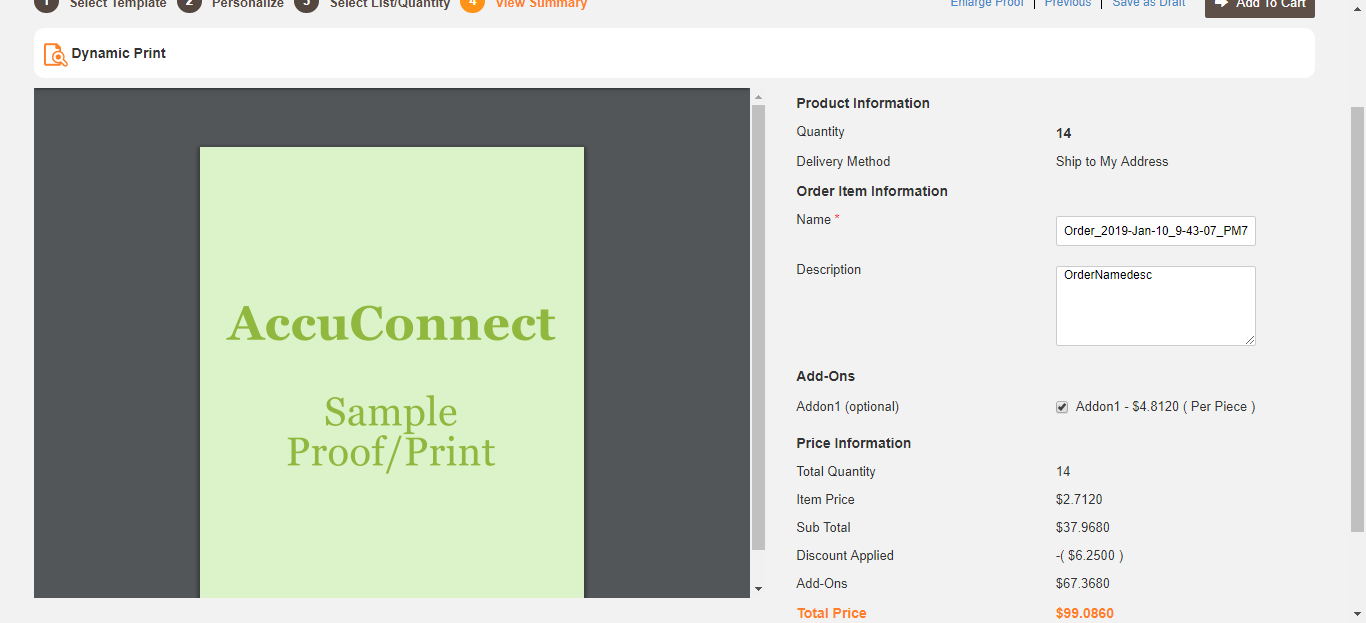 1 Select Template 2 Personalize 3 Select List/Quantity 4 View Summary Enlarge Proof | Previous | Save as Draft Add To Cart
Dynamic Print
AccuConnect
Sample
Proof/Print
Product Information
Quantity 14
Delivery Method Ship to My Address
Order Item Information
Name * Order_2019-Jan-10_9-43-07_PM7
Description OrderNamedesc
Add-Ons
Addon1 (optional) Addon1 - $4.8120 ( Per Piece )
Price Information
Total Quantity 14
Item Price $2.7120
Sub Total $37.9680
Discount Applied -( $6.2500 )
Add-Ons $67.3680
Total Price $99.0860